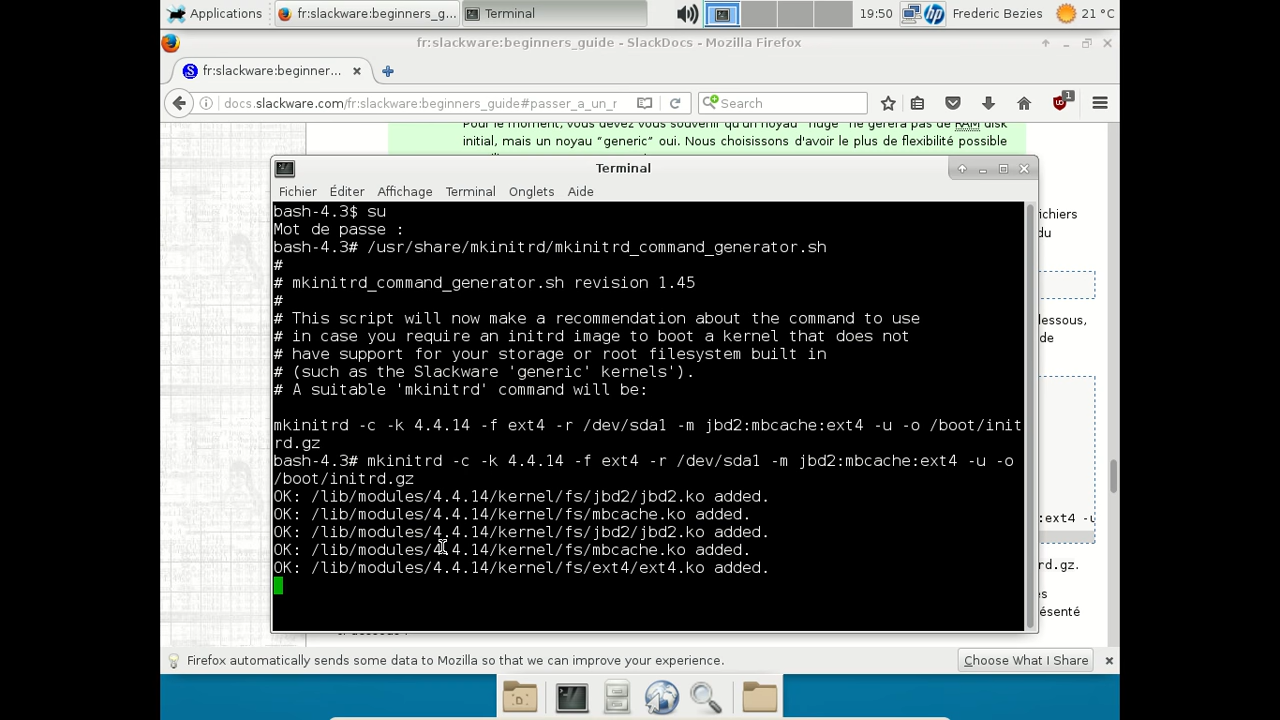 Applications
fr:slackware:beginners_g...
Terminal
19:50
hp
Frederic Bezies
21 °C
fr:slackware:beginners_guide - SlackDocs - Mozilla Firefox
fr:slackware:beginner...
docs.slackware.com/fr:slackware:beginners_guide#passer_a_un_r
Search
1
Pour le moment, vous devez vous souvenir qu'un noyau "huge" ne gérera pas de RAM disk
initial, mais un noyau "generic" oui. Nous choisissons d'avoir le plus de flexibilité possible
Terminal
Fichier Éditer Affichage Terminal Onglets Aide
bash-4.3$ su
Mot de passe :
bash-4.3# /usr/share/mkinitrd/mkinitrd_command_generator.sh
#
# mkinitrd_command_generator.sh revision 1.45
#
# This script will now make a recommendation about the command to use
# in case you require an initrd image to boot a kernel that does not
# have support for your storage or root filesystem built in
# (such as the Slackware 'generic' kernels').
# A suitable 'mkinitrd' command will be:
mkinitrd -c -k 4.4.14 -f ext4 -r /dev/sda1 -m jbd2:mbcache:ext4 -u -o /boot/init
rd.gz
bash-4.3# mkinitrd -c -k 4.4.14 -f ext4 -r /dev/sda1 -m jbd2:mbcache:ext4 -u -o
/boot/initrd.gz
OK: /lib/modules/4.4.14/kernel/fs/jbd2/jbd2.ko added.
OK: /lib/modules/4.4.14/kernel/fs/mbcache.ko added.
OK: /lib/modules/4.4.14/kernel/fs/jbd2/jbd2.ko added.
OK: /lib/modules/4.4.14/kernel/fs/mbcache.ko added.
OK: /lib/modules/4.4.14/kernel/fs/ext4/ext4.ko added.
ichiers
du
lessous,
de
:ext4 -u
rd.gz.
es
résenté
Firefox automatically sends some data to Mozilla so that we can improve your experience.
Choose What I Share